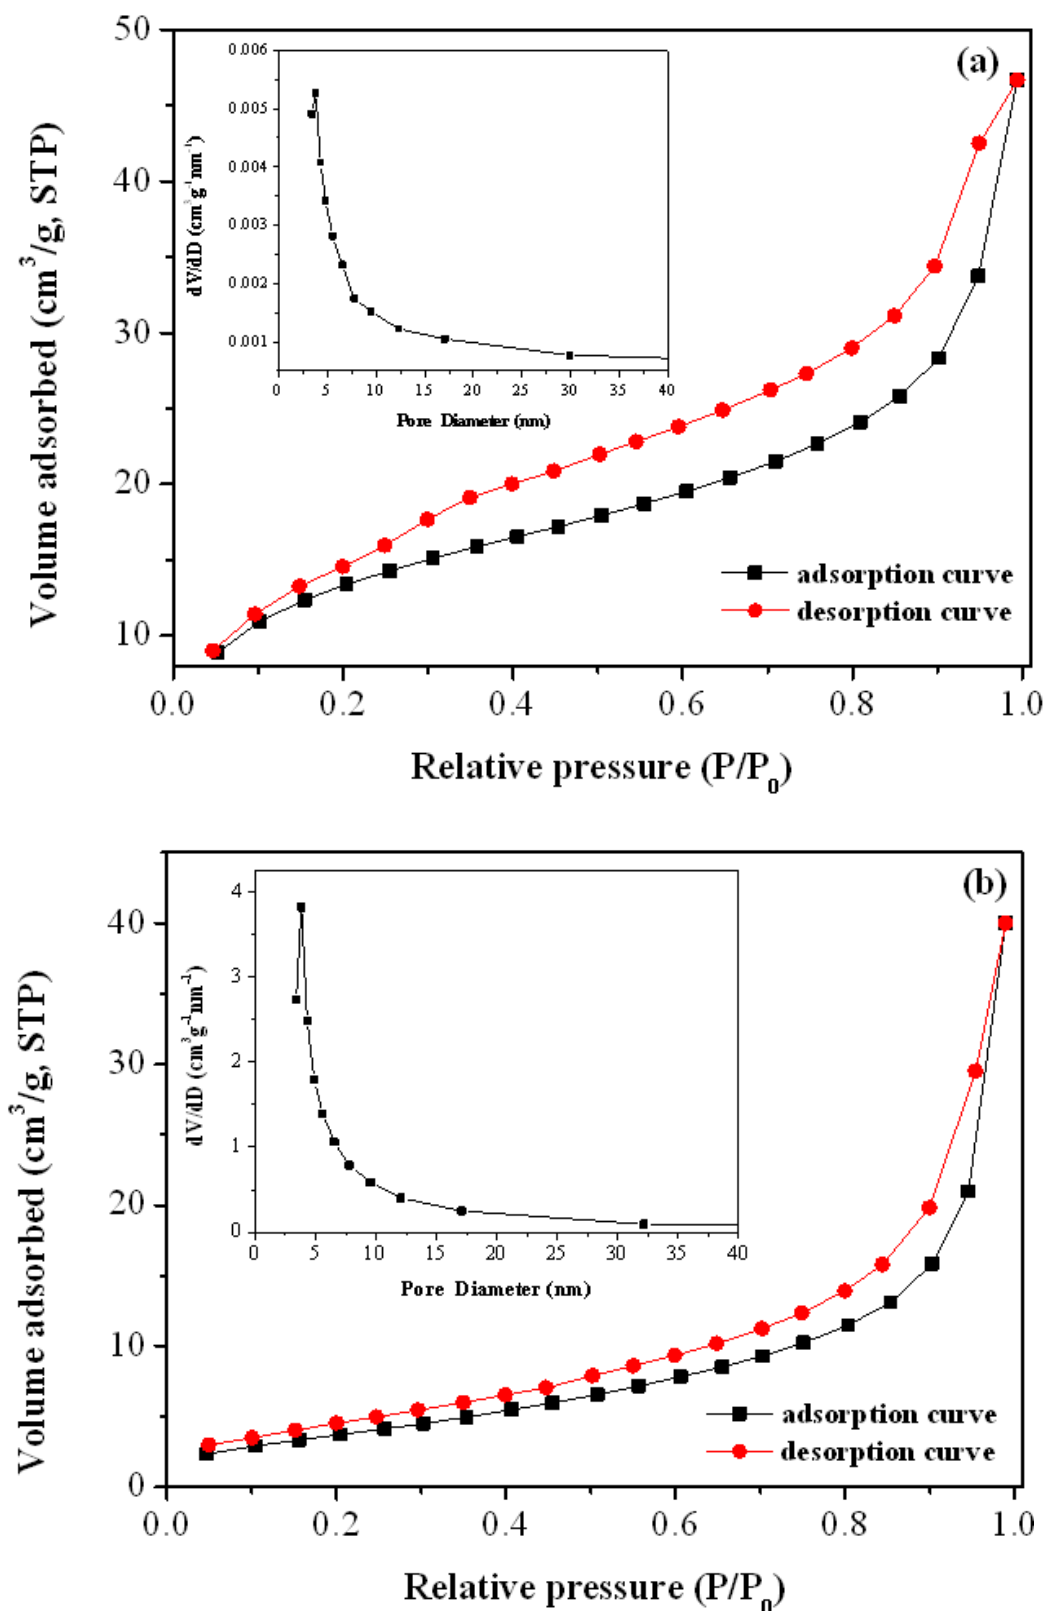 (a)
50
40
30
20
10
Volume adsorbed (cm³/g, STP)
0.0 0.2 0.4 0.6 0.8 1.0
Relative pressure (P/P₀)
adsorption curve
desorption curve
0.006
0.005
0.004
0.003
0.002
0.001
dV/dD (cm³g⁻¹nm⁻¹)
0 5 10 15 20 25 30 35 40
Pore Diameter (nm)
(b)
40
30
20
10
0
Volume adsorbed (cm³/g, STP)
0.0 0.2 0.4 0.6 0.8 1.0
Relative pressure (P/P₀)
adsorption curve
desorption curve
4
3
2
1
0
dV/dD (cm³g⁻¹nm⁻¹)
0 5 10 15 20 25 30 35 40
Pore Diameter (nm)